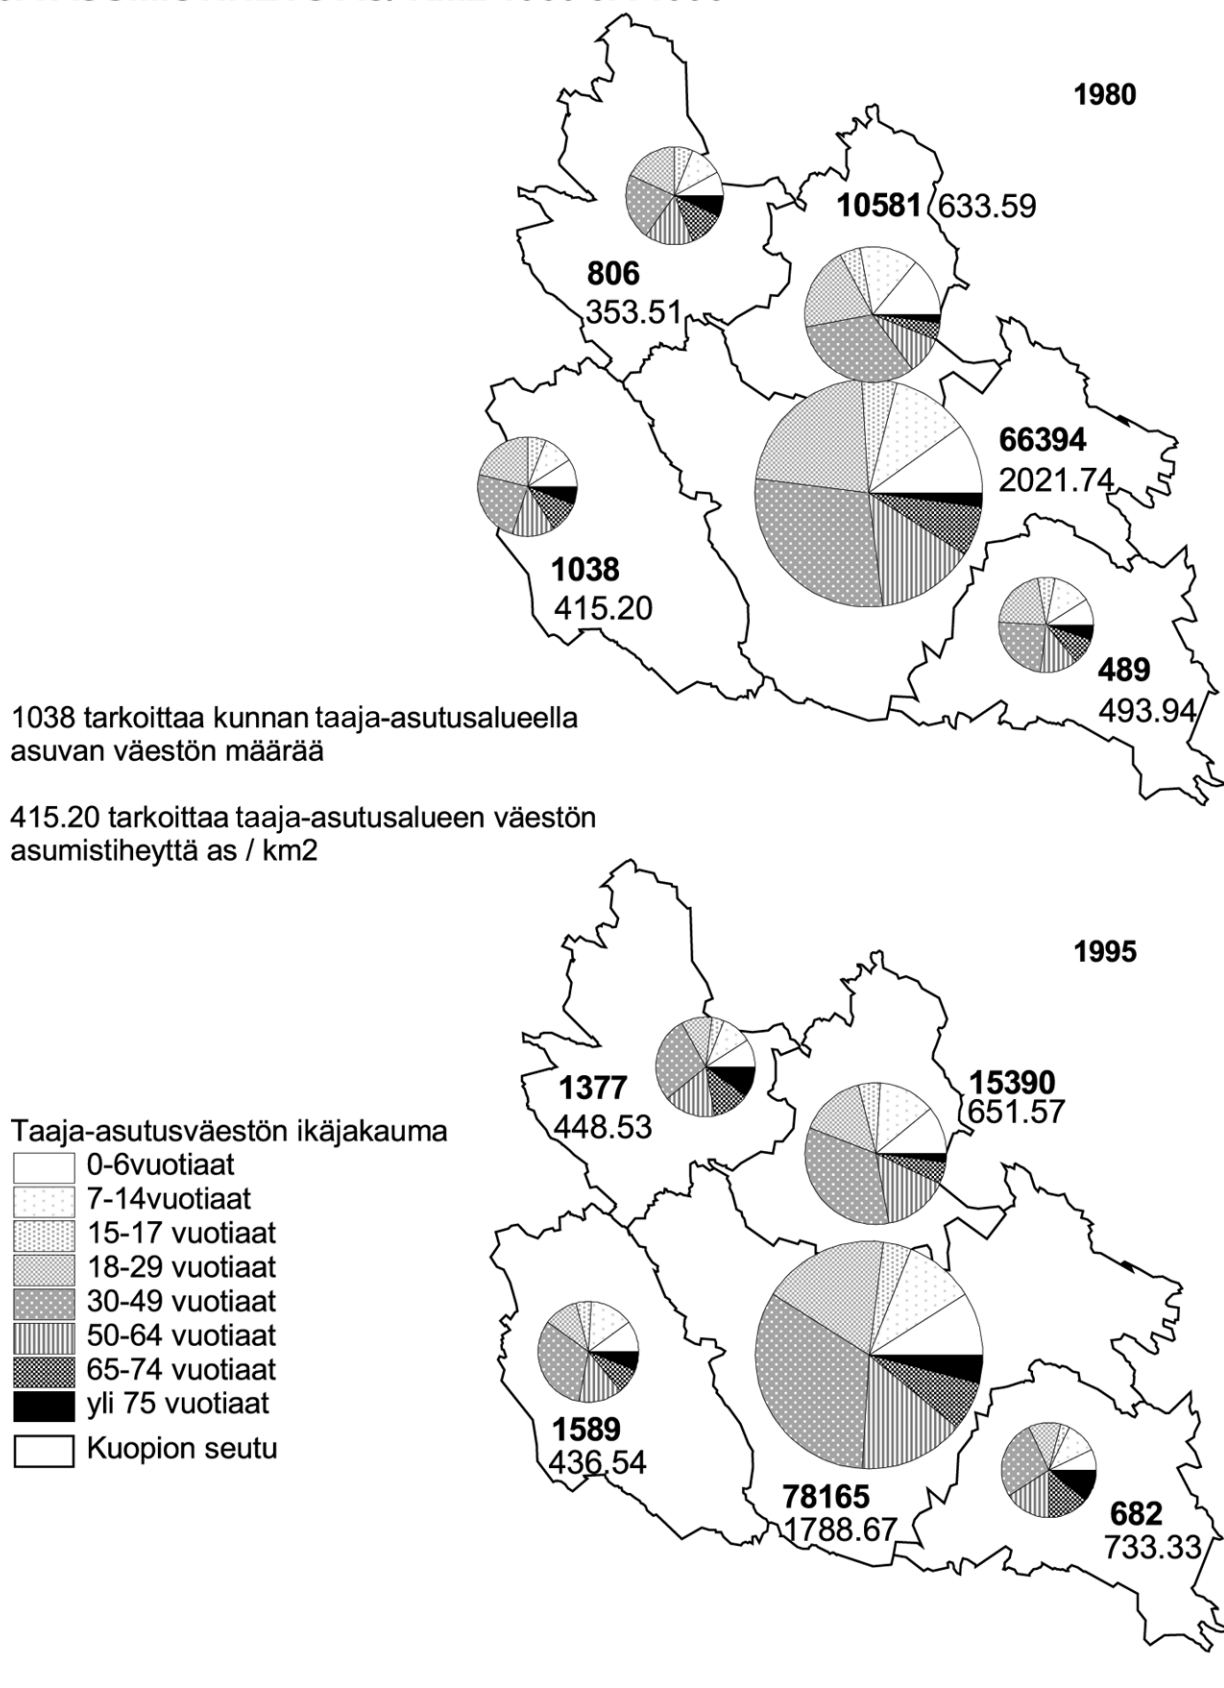 1980
10581 633.59
806
353.51
66394
2021.74
1038
415.20
489
493.94
1038 tarkoittaa kunnan taaja-asutusalueella
asuvan väestön määrää
415.20 tarkoittaa taaja-asutusalueen väestön
asumistiheyttä as / km2
1995
15390
651.57
1377
448.53
Taaja-asutusväestön ikäjakauma
0-6vuotiaat
7-14vuotiaat
15-17 vuotiaat
18-29 vuotiaat
30-49 vuotiaat
50-64 vuotiaat
65-74 vuotiaat
yli 75 vuotiaat
Kuopion seutu
1589
436.54
78165
1788.67
682
733.33